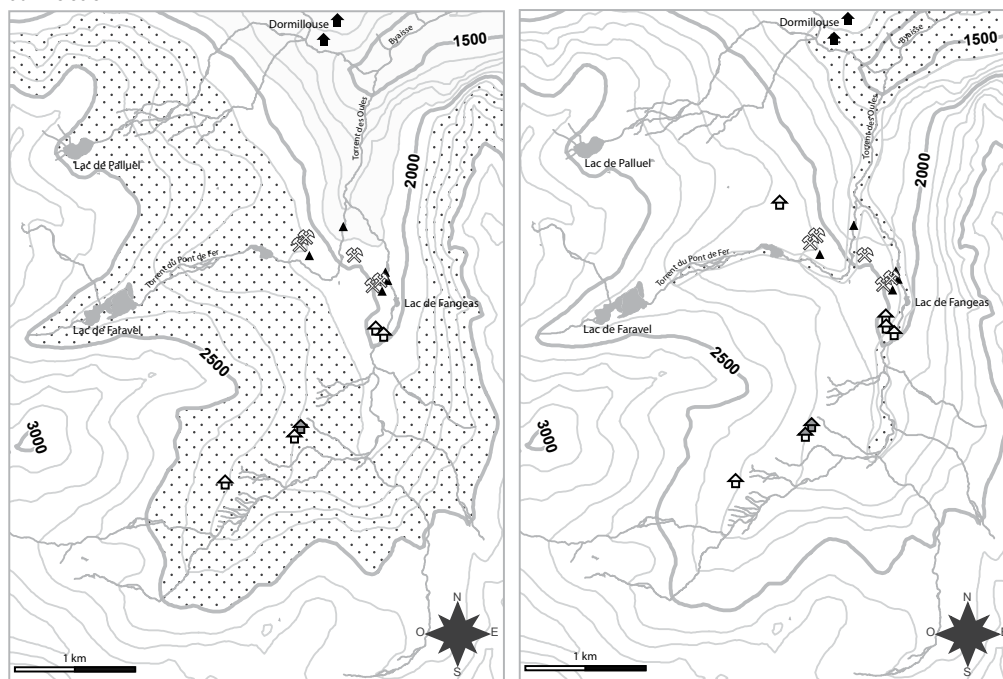 Dormillouse
Byaisse
1500
Torrent des Oules
Lac de Palluel
2000
Torrent du Pont de Fer
Lac de Fangeas
Lac de Faravel
2500
3000
N
O
E
S
1 km
Dormillouse
Byaisse
1500
Torrent des Oules
Lac de Palluel
2000
Torrent du Pont de Fer
Lac de Fangeas
Lac de Faravel
2500
3000
N
O
S
1 km